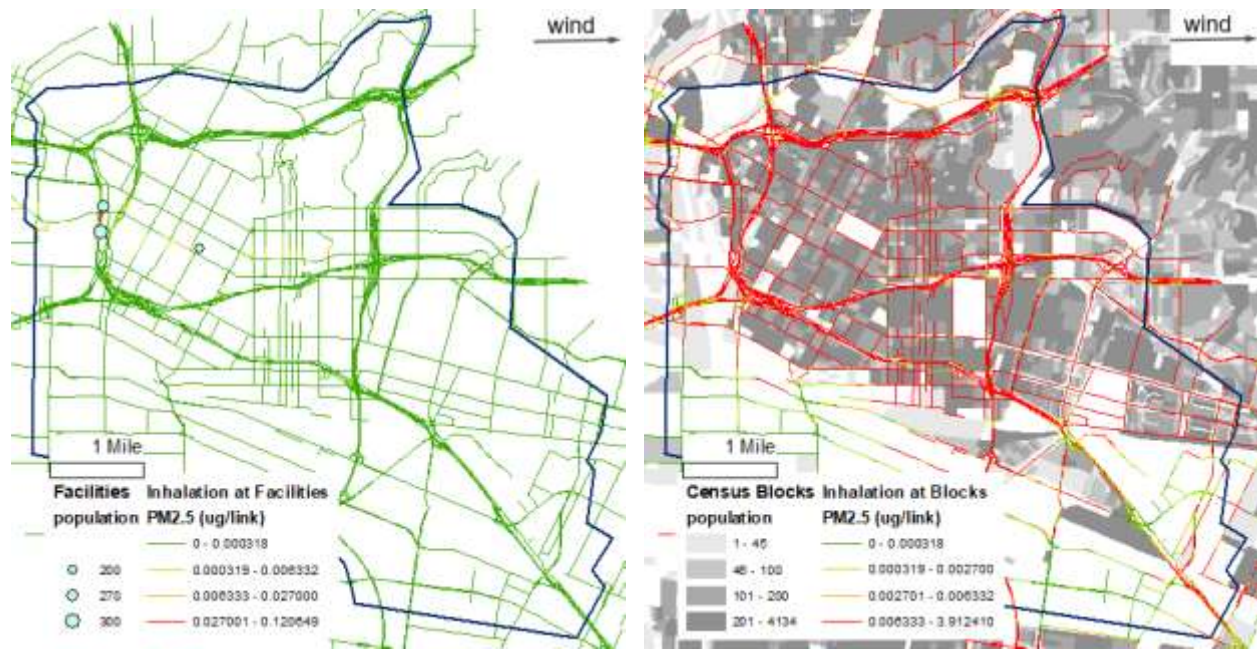 wind
1 Mile
Facilities Inhalation at Facilities
population PM2.5 (ug/link)
0 - 0.000318
200 0.000319 - 0.006332
270 0.006333 - 0.027000
300 0.027001 - 0.120649
wind
1 Mile
Census Blocks Inhalation at Blocks
population PM2.5 (ug/link)
1 - 45 0 - 0.000318
46 - 100 0.000319 - 0.002700
101 - 200 0.002701 - 0.006332
201 - 4134 0.006333 - 3.912410